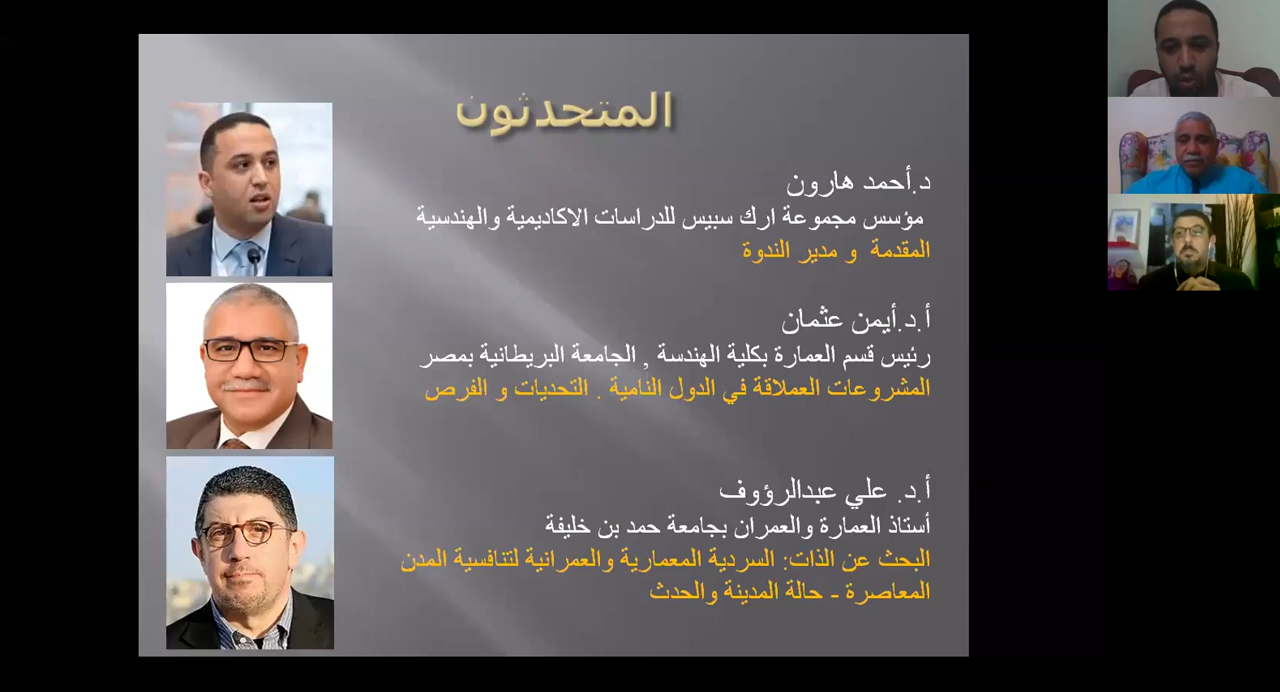 المتحدثون
د.أحمد هارون
مؤسس مجموعة ارك سبيس للدراسات الاكاديمية والهندسية
المقدمة و مدير الندوة
أ.د.أيمن عثمان
رئيس قسم العمارة بكلية الهندسة , الجامعة البريطانية بمصر
المشروعات العملاقة في الدول النامية . التحديات و الفرص
أ.د. علي عبدالرؤوف
أستاذ العمارة والعمران بجامعة حمد بن خليفة
البحث عن الذات: السردية المعمارية والعمرانية لتنافسية المدن
المعاصرة - حالة المدينة والحدث